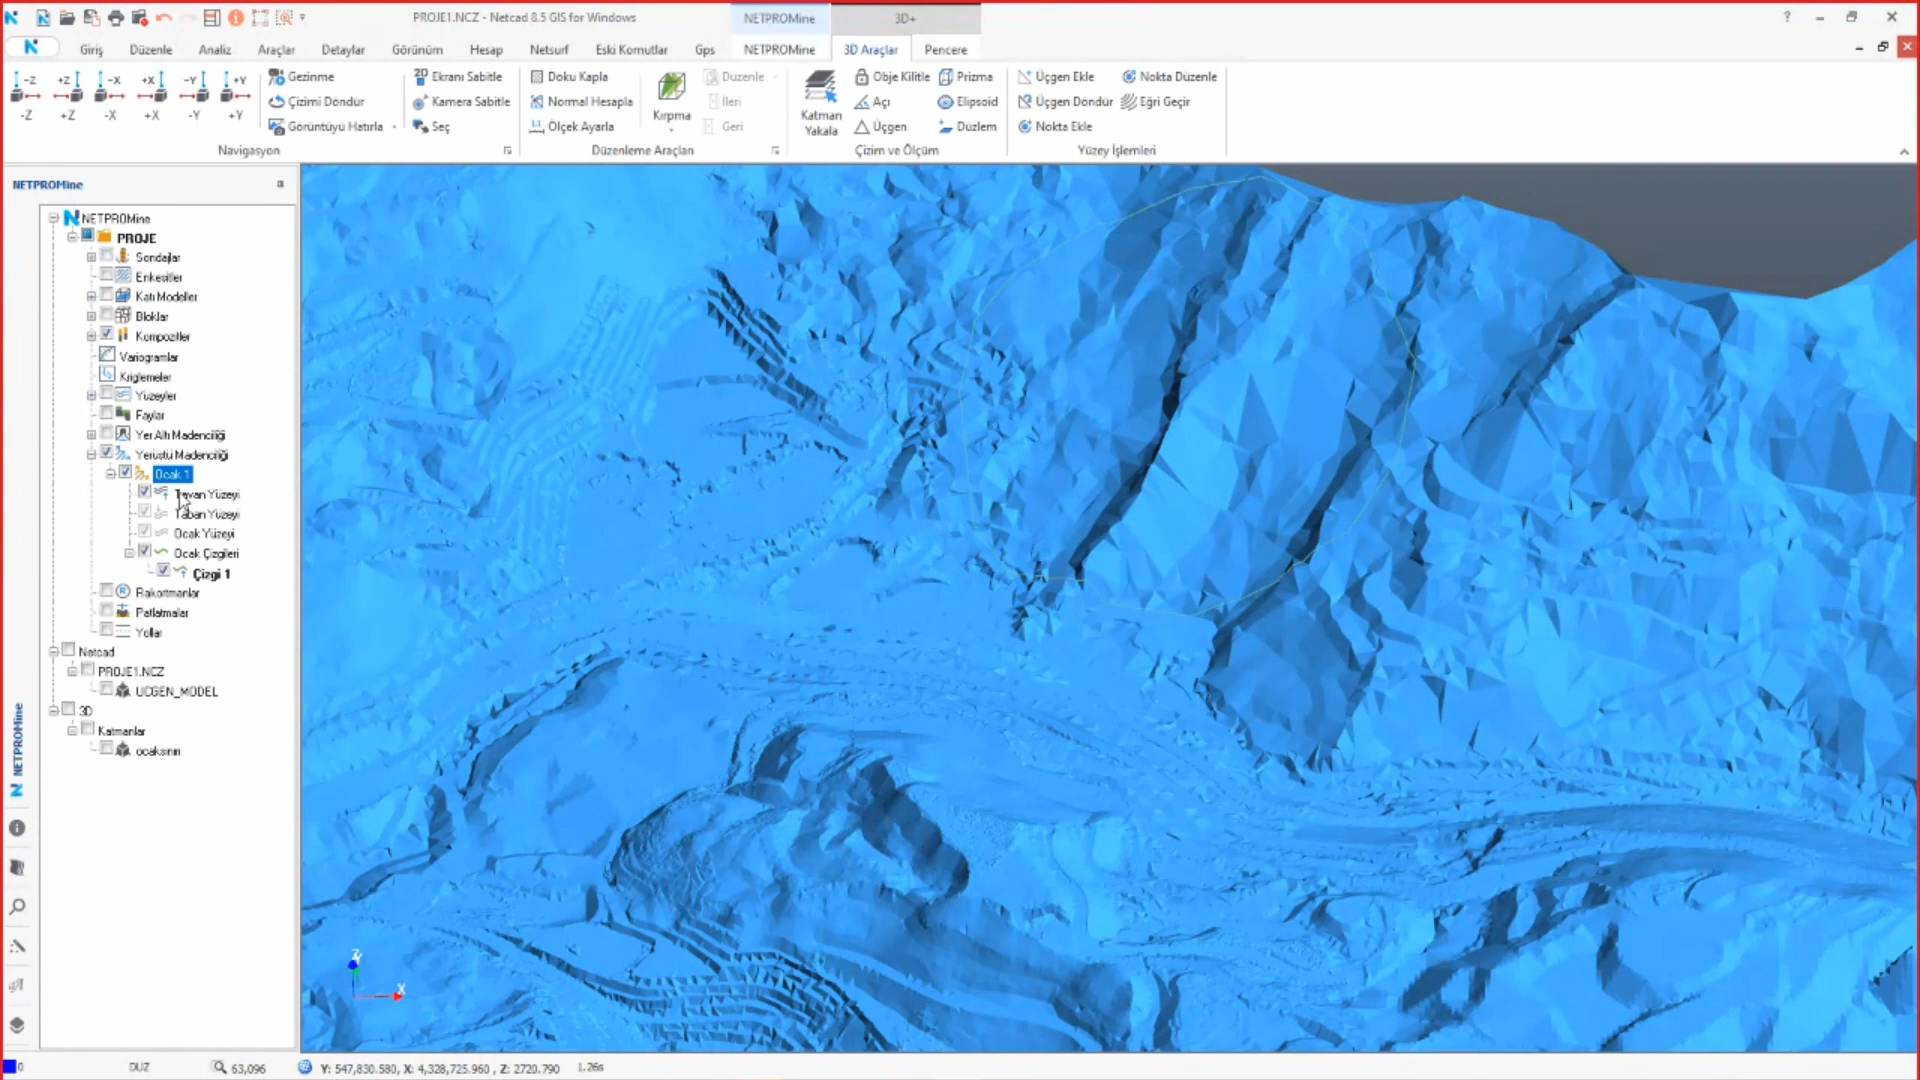 PROJE1.NCZ - Netcad 8.5 GIS for Windows
NETPROMine
3D+
Giriş
Düzenle
Analiz
Araçlar
Detaylar
Görünüm
Hesap
Netsurf
Eski Komutlar
Gps
NETPROMine
3D Araçlar
Pencere
-Z
+Z
-X
+X
-Y
+Y
-Z
+Z
-X
+X
-Y
+Y
Gezinme
Çizimi Döndür
Görüntüyü Hatırla
2D Ekranı Sabitle
Kamera Sabitle
Seç
Navigasyon
Doku Kapla
Normal Hesapla
Ölçek Ayarla
Kırpma
Düzenle
İleri
Geri
Düzenleme Araçları
Katman
Yakala
Obje Kilitle
Açı
Üçgen
Prizma
Elipsoid
Düzlem
Çizim ve Ölçüm
Üçgen Ekle
Üçgen Döndür
Nokta Ekle
Nokta Düzenle
Eğri Geçir
Yüzey İşlemleri
NETPROMine
NETPROMine
PROJE
Sondajlar
Enkesitler
Katı Modeller
Bloklar
Kompozitler
Variogramlar
Kriglemeler
Yüzeyler
Faylar
Yer Altı Madenciliği
Yerüstü Madenciliği
Ocak 1
Tavan Yüzeyi
Taban Yüzeyi
Ocak Yüzeyi
Ocak Çizgileri
Çizgi 1
Rakortmanlar
Patlatmalar
Yollar
Netcad
PROJE1.NCZ
UCGEN_MODEL
3D
Katmanlar
ocaksınırı
NETPROMine
Z
X
0
DUZ
63,096
Y: 547,830.580, X: 4,328,725.960 , Z: 2720.790
1.26s